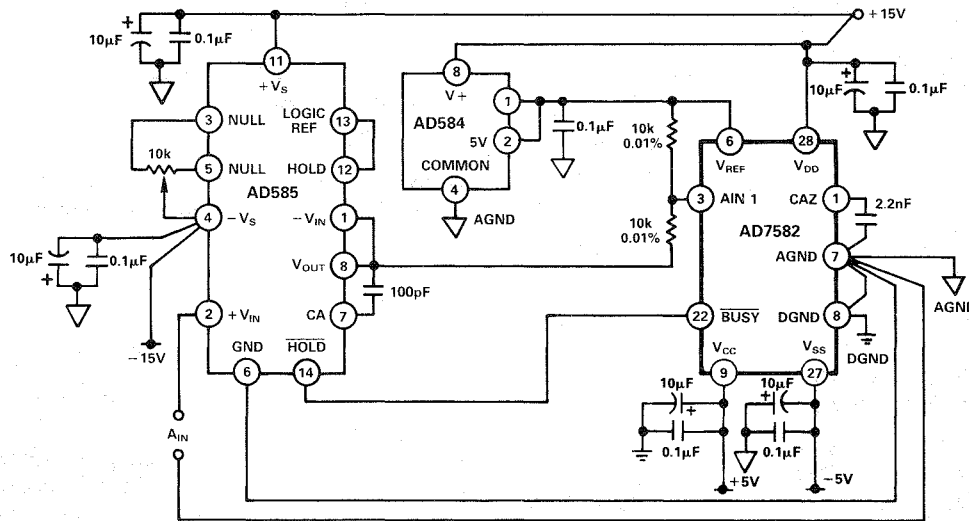 +15V
+
10µF
0.1µF
11
+VS
3
NULL
LOGIC
REF
13
10k
5
NULL
HOLD
12
AD585
4
−VS
−VIN
1
10µF
+
0.1µF
VOUT
8
100pF
2
+VIN
CA
7
−15V
GND
HOLD
6
14
AIN
8
V+
1
AD584
5V
2
COMMON
4
AGND
0.1µF
10k
0.01%
10k
0.01%
+
10µF
0.1µF
6
28
VREF
VDD
3
AIN 1
CAZ
1
2.2nF
AD7582
AGND
7
AGND
22
BUSY
DGND
8
DGND
VCC
VSS
9
27
10µF
+
0.1µF
+5V
10µF
+
0.1µF
−5V